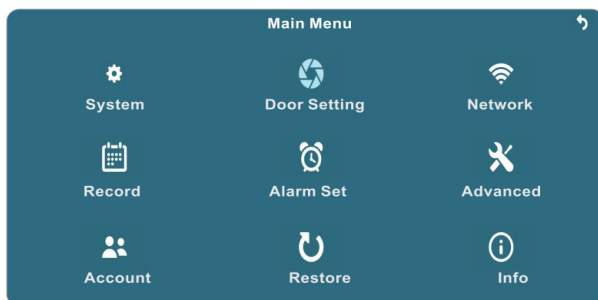 Main Menu
System Door Setting Network
Record Alarm Set Advanced
Account Restore Info